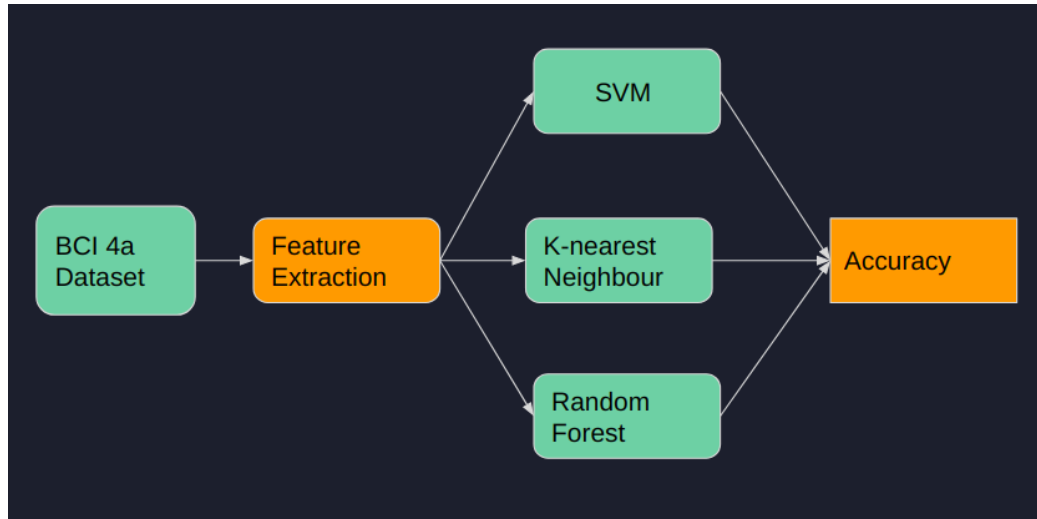 BCI 4a
Dataset
Feature
Extraction
SVM
K-nearest
Neighbour
Random
Forest
Accuracy